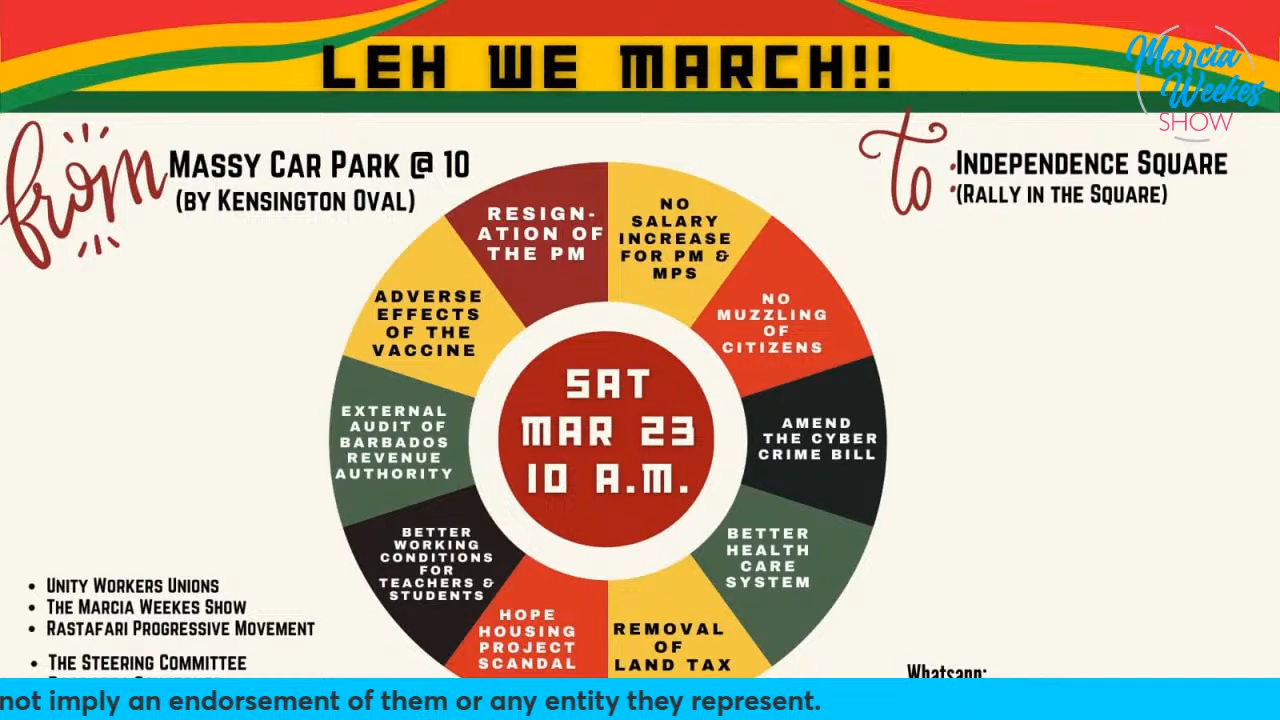 LEH WE MARCH!!
Marcia
Weekes
SHOW
from
MASSY CAR PARK @ 10
(BY KENSINGTON OVAL)
to:
INDEPENDENCE SQUARE
(RALLY IN THE SQUARE)
RESIGN-
ATION OF
THE PM
NO
SALARY
INCREASE
FOR PM &
MPS
NO
MUZZLING
OF
CITIZENS
AMEND
THE CYBER
CRIME BILL
BETTER
HEALTH
CARE
SYSTEM
REMOVAL
OF
LAND TAX
HOPE
HOUSING
PROJECT
SCANDAL
BETTER
WORKING
CONDITIONS
FOR
TEACHERS &
STUDENTS
EXTERNAL
AUDIT OF
BARBADOS
REVENUE
AUTHORITY
ADVERSE
EFFECTS
OF THE
VACCINE
SAT
MAR 23
10 A.M.
• UNITY WORKERS UNIONS
• THE MARCIA WEEKES SHOW
• RASTAFARI PROGRESSIVE MOVEMENT
• THE STEERING COMMITTEE
Whatsapp:
not imply an endorsement of them or any entity they represent.